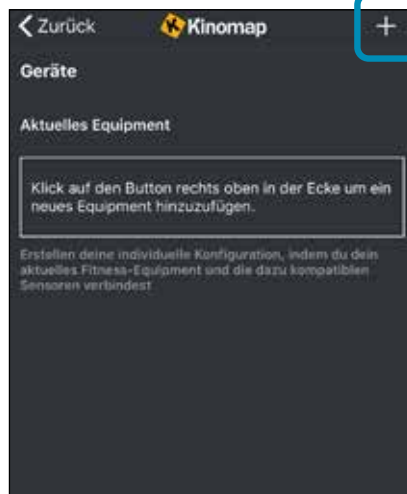 Zurück Kinomap +
Geräte
Aktuelles Equipment
Klick auf den Button rechts oben in der Ecke um ein
neues Equipment hinzuzufügen.
Erstellen deine individuelle Konfiguration, indem du dein
aktuelles Fitness-Equipment und die dazu kompatiblen
Sensoren verbindest